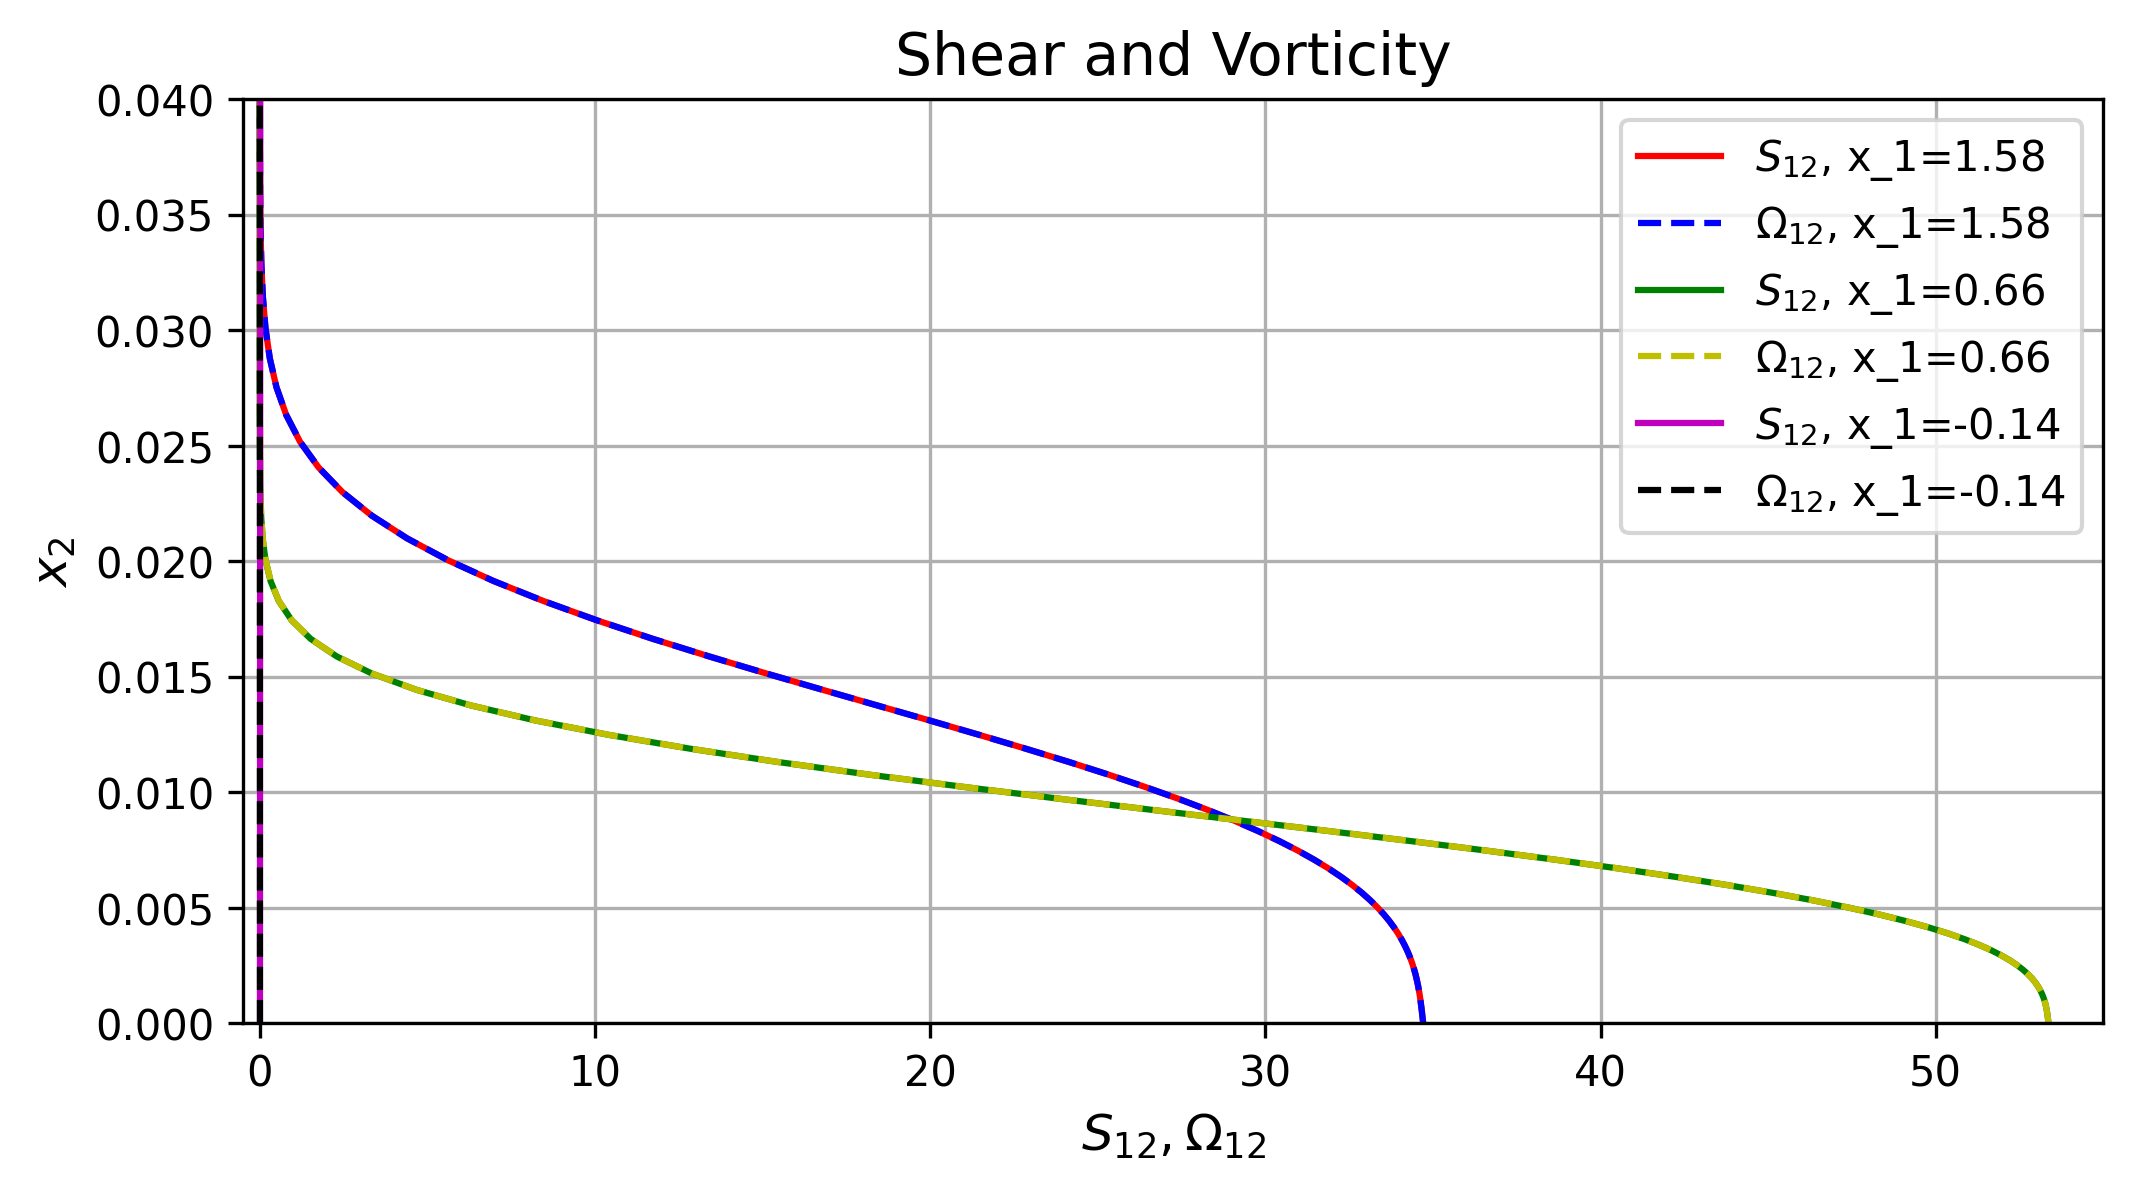 Shear and Vorticity
0.040
0.035
0.030
0.025
0.020
0.015
0.010
0.005
0.000
x₂
S₁₂, x_1=1.58
Ω₁₂, x_1=1.58
S₁₂, x_1=0.66
Ω₁₂, x_1=0.66
S₁₂, x_1=-0.14
Ω₁₂, x_1=-0.14
0 10 20 30 40 50
S₁₂, Ω₁₂